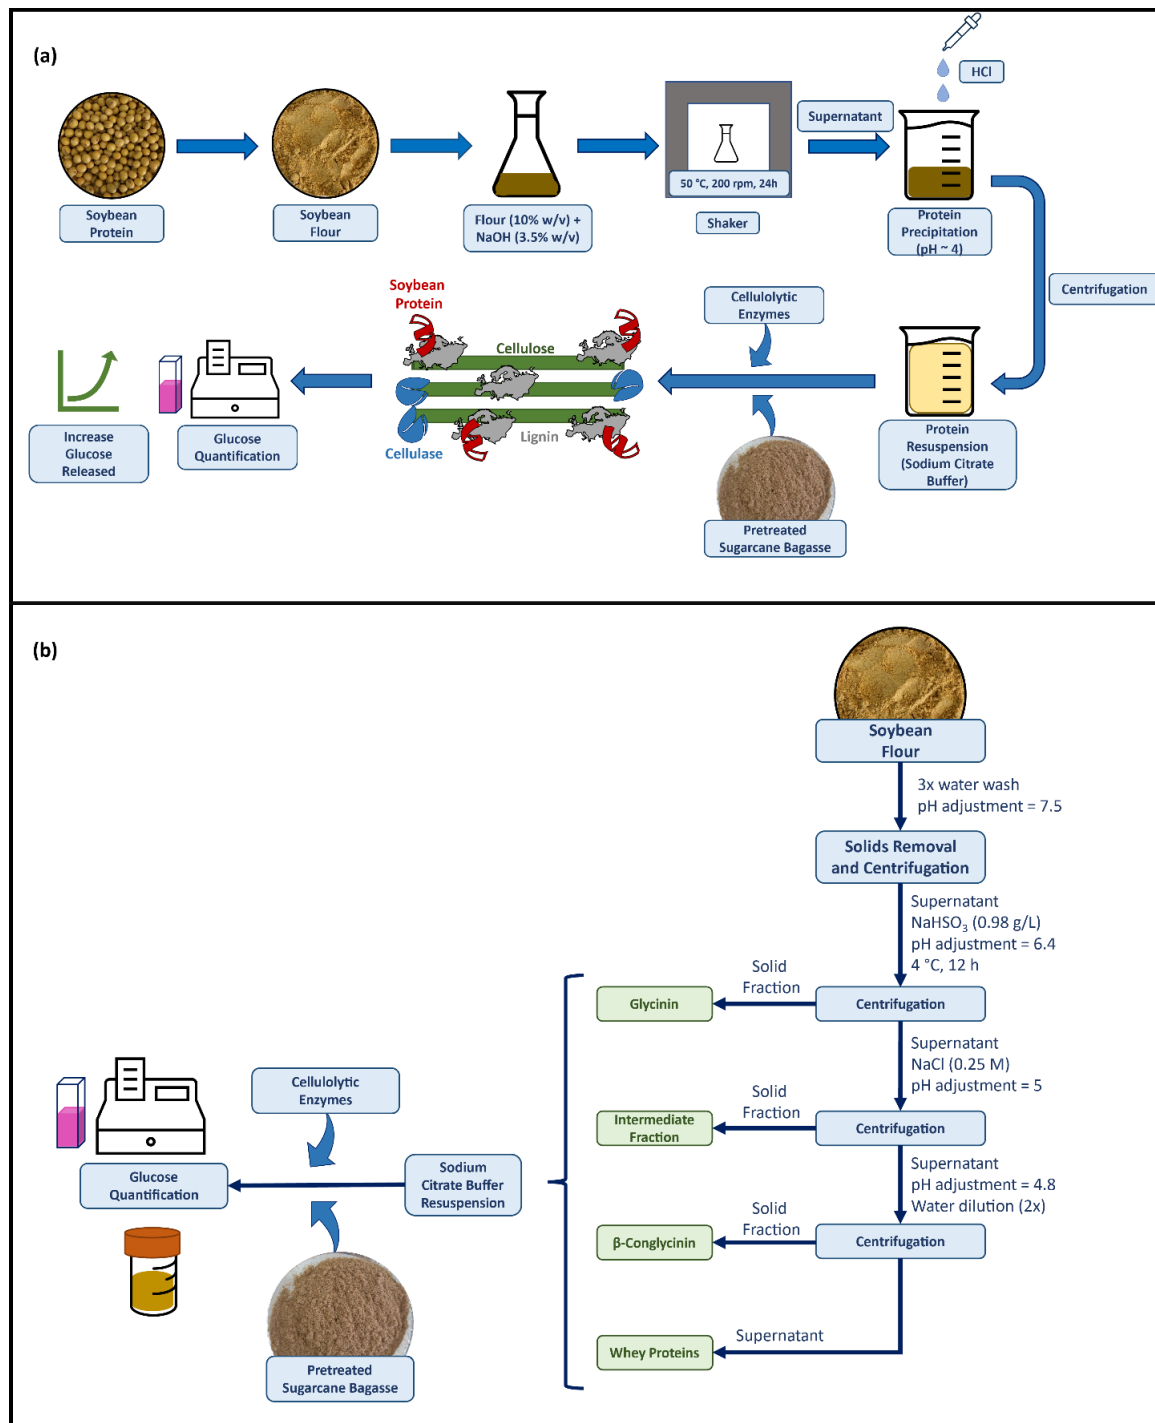 (a)
HCl
Supernatant
50 °C, 200 rpm, 24h
Soybean
Protein
Soybean
Flour
Flour (10% w/v) +
NaOH (3.5% w/v)
Shaker
Protein
Precipitation
(pH ~ 4)
Centrifugation
Soybean
Protein
Cellulose
Cellulolytic
Enzymes
Lignin
Cellulase
Increase
Glucose
Released
Glucose
Quantification
Protein
Resuspension
(Sodium Citrate
Buffer)
Pretreated
Sugarcane Bagasse
(b)
Soybean
Flour
3x water wash
pH adjustment = 7.5
Solids Removal
and Centrifugation
Supernatant
NaHSO₃ (0.98 g/L)
pH adjustment = 6.4
4 °C, 12 h
Solid
Fraction
Glycinin
Centrifugation
Supernatant
NaCl (0.25 M)
pH adjustment = 5
Solid
Fraction
Intermediate
Fraction
Centrifugation
Supernatant
pH adjustment = 4.8
Water dilution (2x)
Solid
Fraction
β-Conglycinin
Centrifugation
Supernatant
Whey Proteins
Cellulolytic
Enzymes
Sodium
Citrate Buffer
Resuspension
Glucose
Quantification
Pretreated
Sugarcane Bagasse